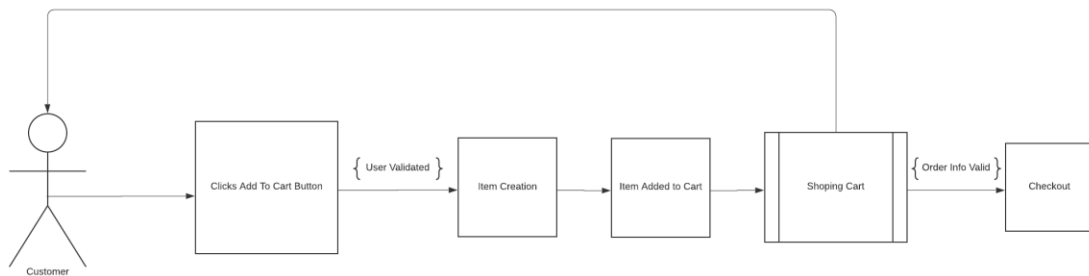 Customer
Clicks Add To Cart Button
{ User Validated }
Item Creation
Item Added to Cart
Shoping Cart
{ Order Info Valid }
Checkout